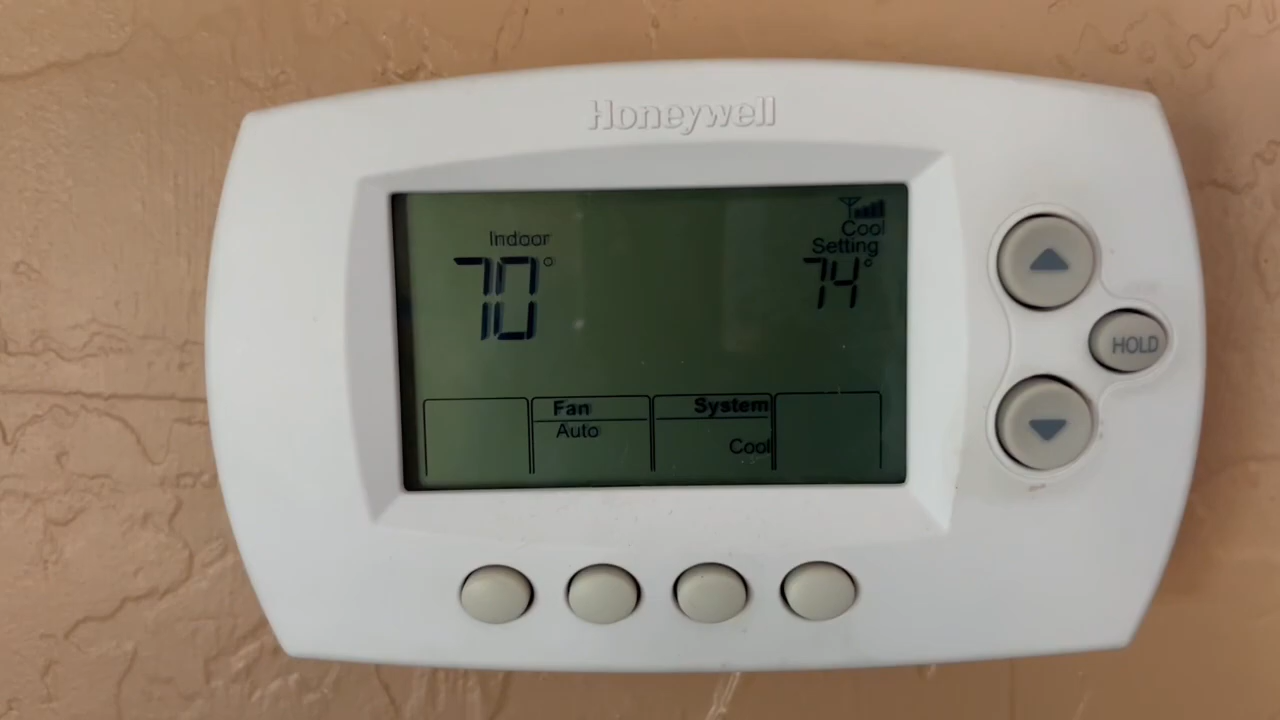 Honeywell
Cool
Indoor Setting
70° 74°
Fan System
Auto
Cool
HOLD